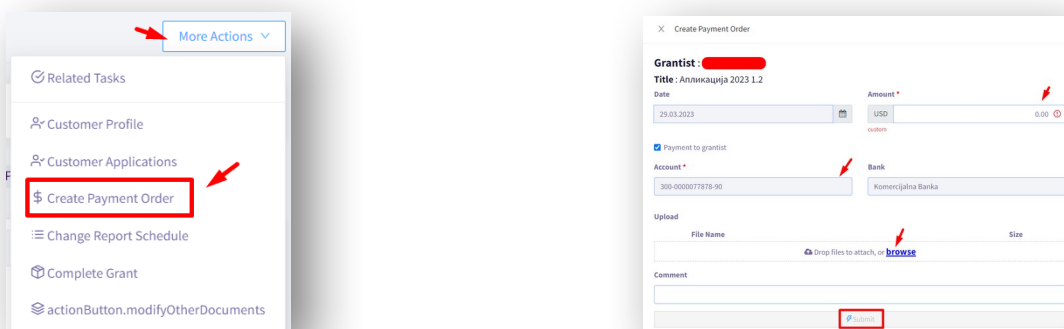 More Actions
Related Tasks
Customer Profile
Customer Applications
P
$ Create Payment Order
Change Report Schedule
Complete Grant
actionButton.modifyOtherDocuments
X Create Payment Order
Grantist :
Title : Апликација 2023 1.2
Date Amount *
29.03.2023 USD 0.00
custom
Payment to grantist
Account * Bank
300-0000077878-90 Komercijalna Banka
Upload
File Name Size
Drop files to attach, or browse
Comment
Submit